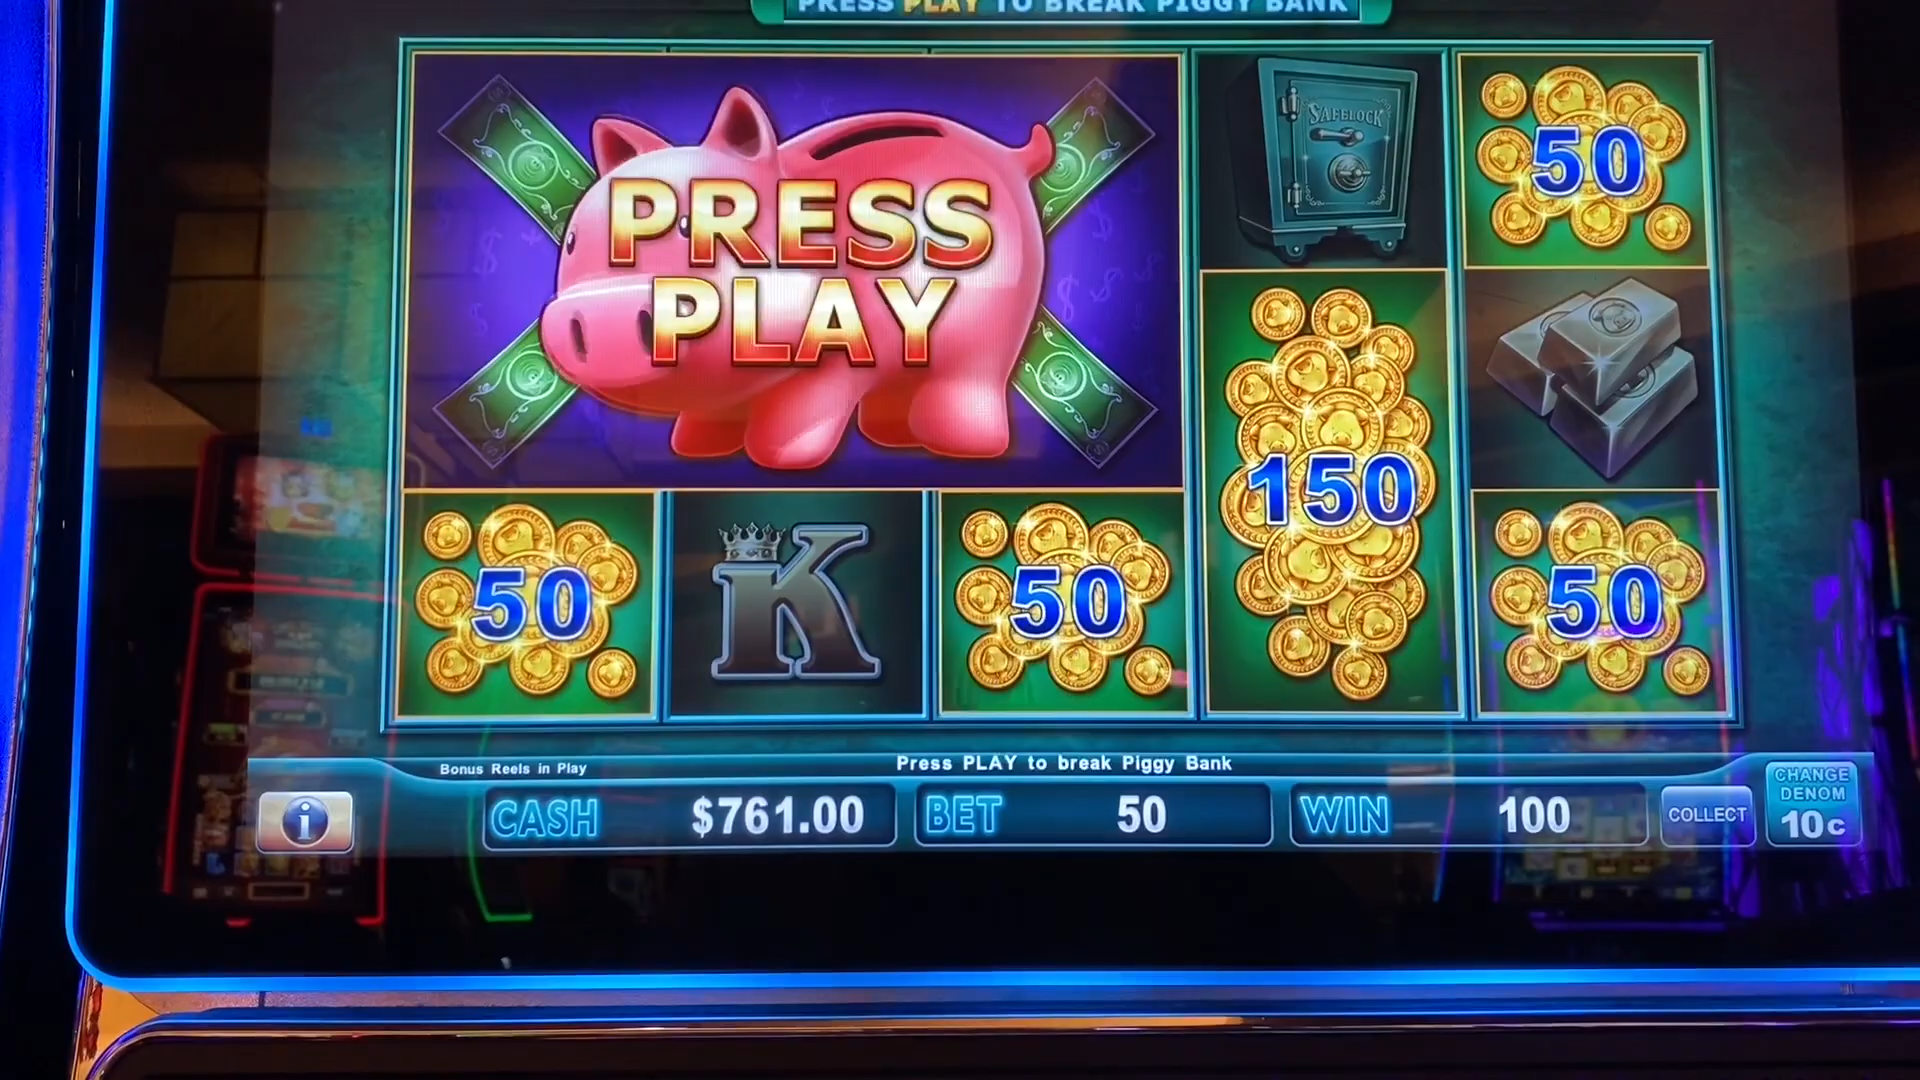 PRESS PLAY TO BREAK PIGGY BANK
SAFELOCK
50
PRESS
PLAY
150
50
K
50
50
Bonus Reels in Play
Press PLAY to break Piggy Bank
CASH $761.00
BET 50
WIN 100
COLLECT
CHANGE
DENOM
10¢